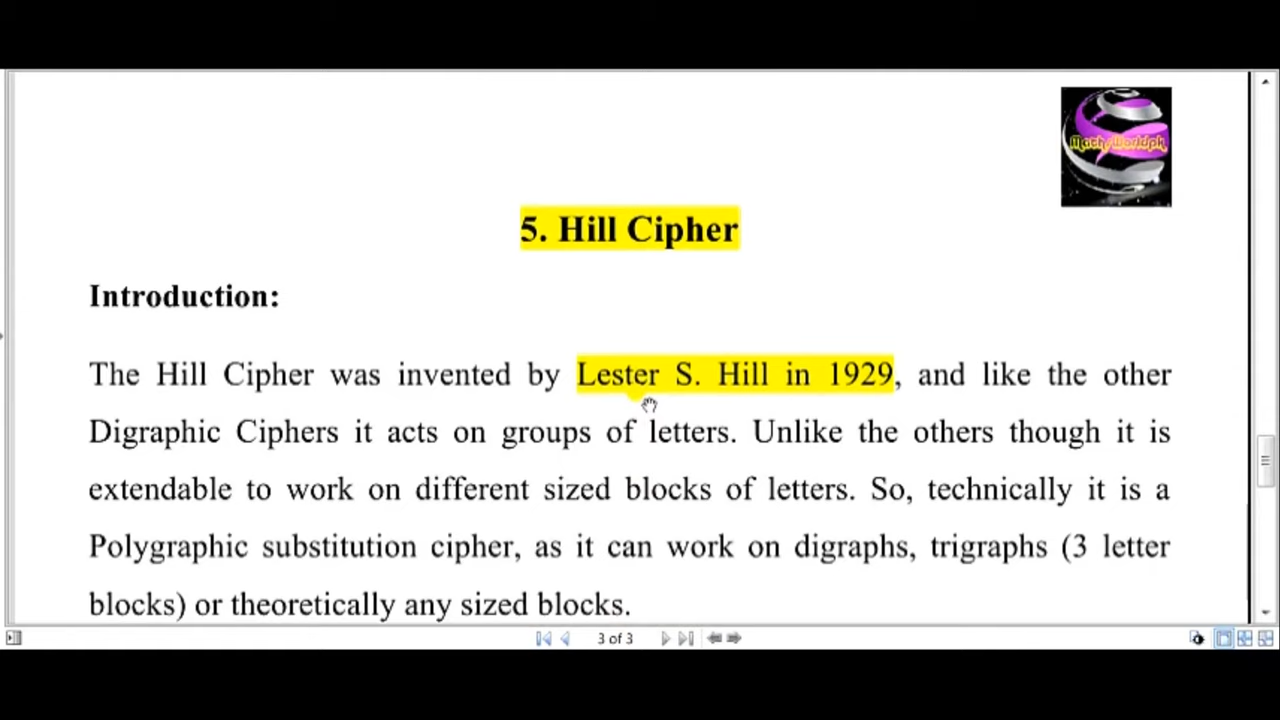 Math Worldpk
5. Hill Cipher
Introduction:
The Hill Cipher was invented by Lester S. Hill in 1929, and like the other
Digraphic Ciphers it acts on groups of letters. Unlike the others though it is
extendable to work on different sized blocks of letters. So, technically it is a
Polygraphic substitution cipher, as it can work on digraphs, trigraphs (3 letter
blocks) or theoretically any sized blocks.
3 of 3